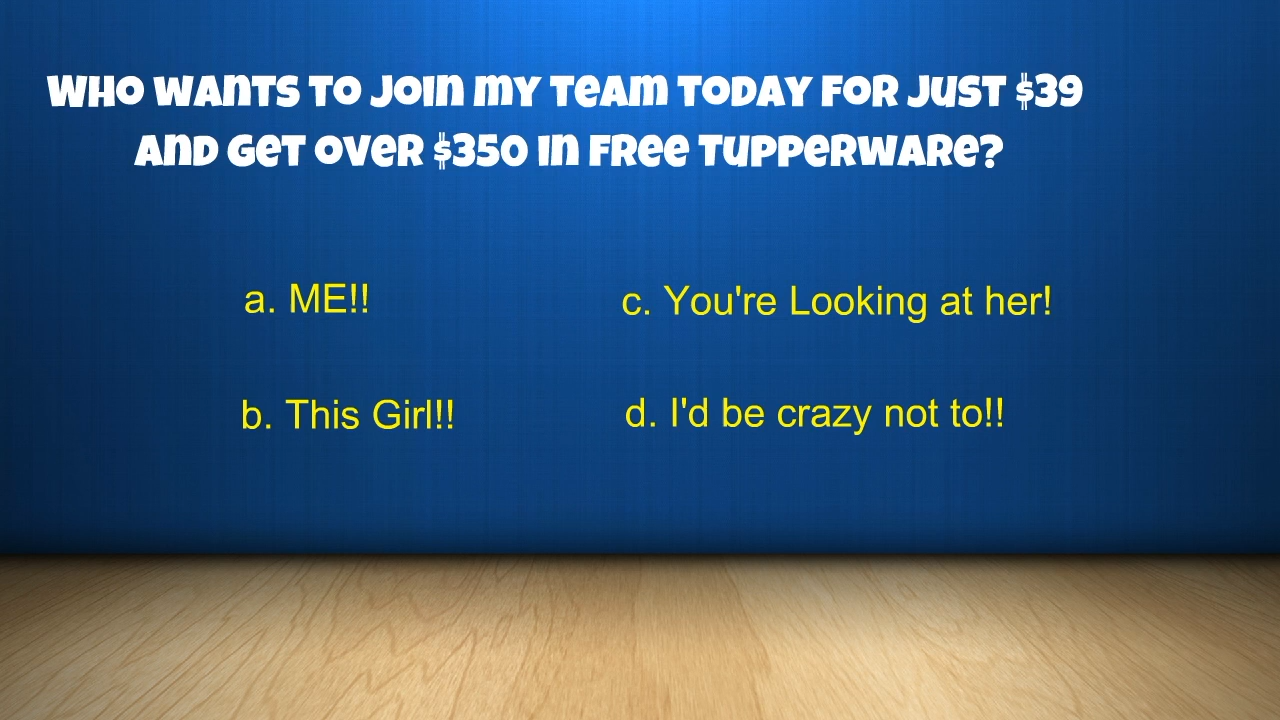 WHO WANTS TO JOIN MY TEAM TODAY FOR JUST $39
AND GET OVER $350 IN FREE TUPPERWARE?
a. ME!!
b. This Girl!!
c. You're Looking at her!
d. I'd be crazy not to!!